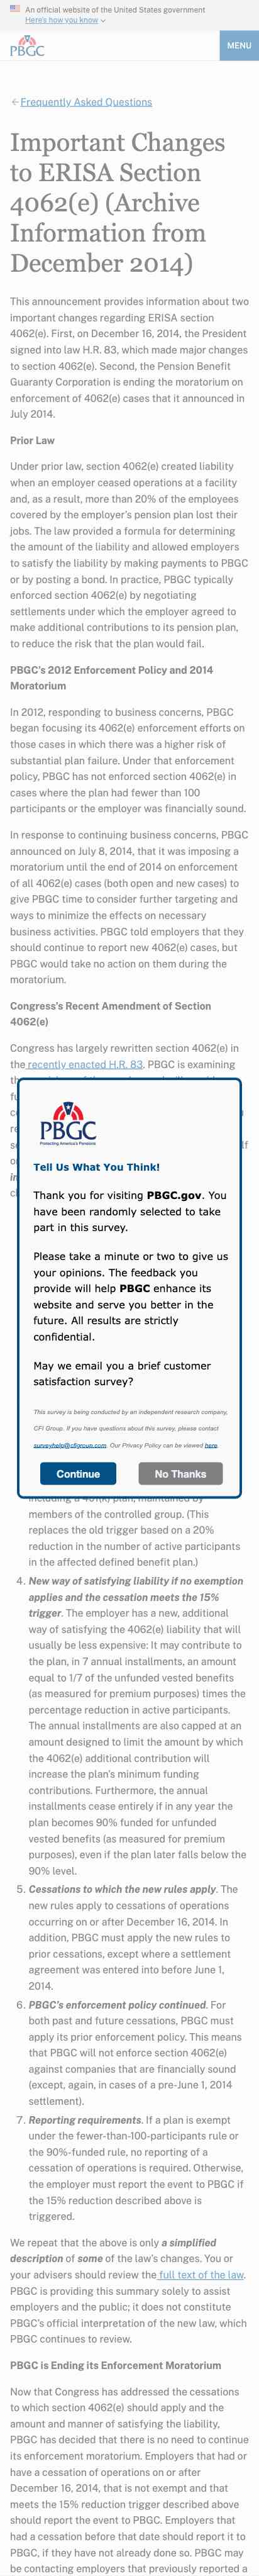 An official website of the United States government
Here's how you know
PBGC
MENU
Frequently Asked Questions
Important Changes
to ERISA Section
4062(e) (Archive
Information from
December 2014)
This announcement provides information about two
important changes regarding ERISA section
4062(e). First, on December 16, 2014, the President
signed into law H.R. 83, which made major changes
to section 4062(e). Second, the Pension Benefit
Guaranty Corporation is ending the moratorium on
enforcement of 4062(e) cases that it announced in
July 2014.
Prior Law
Under prior law, section 4062(e) created liability
when an employer ceased operations at a facility
and, as a result, more than 20% of the employees
covered by the employer's pension plan lost their
jobs. The law provided a formula for determining
the amount of the liability and allowed employers
to satisfy the liability by making payments to PBGC
or by posting a bond. In practice, PBGC typically
enforced section 4062(e) by negotiating
settlements under which the employer agreed to
make additional contributions to its pension plan,
to reduce the risk that the plan would fail.
PBGC's 2012 Enforcement Policy and 2014
Moratorium
In 2012, responding to business concerns, PBGC
began focusing its 4062(e) enforcement efforts on
those cases in which there was a higher risk of
substantial plan failure. Under that enforcement
policy, PBGC has not enforced section 4062(e) in
cases where the plan had fewer than 100
participants or the employer was financially sound.
In response to continuing business concerns, PBGC
announced on July 8, 2014, that it was imposing a
moratorium until the end of 2014 on enforcement
of all 4062(e) cases (both open and new cases) to
give PBGC time to consider further targeting and
ways to minimize the effects on necessary
business activities. PBGC told employers that they
should continue to report new 4062(e) cases, but
PBGC would take no action on them during the
moratorium.
Congress's Recent Amendment of Section
4062(e)
Congress has largely rewritten section 4062(e) in
the recently enacted H.R. 83. PBGC is examining
PBGC
Protecting America's Pensions
Tell Us What You Think!
Thank you for visiting PBGC.gov. You
have been randomly selected to take
part in this survey.
Please take a minute or two to give us
your opinions. The feedback you
provide will help PBGC enhance its
website and serve you better in the
future. All results are strictly
confidential.
May we email you a brief customer
satisfaction survey?
This survey is being conducted by an independent research company,
CFI Group. If you have questions about this survey, please contact
surveyhelp@cfigroup.com. Our Privacy Policy can be viewed here.
Continue
No Thanks
including a 401(k) plan, maintained by
members of the controlled group. (This
replaces the old trigger based on a 20%
reduction in the number of active participants
in the affected defined benefit plan.)
4. New way of satisfying liability if no exemption
applies and the cessation meets the 15%
trigger. The employer has a new, additional
way of satisfying the 4062(e) liability that will
usually be less expensive: It may contribute to
the plan, in 7 annual installments, an amount
equal to 1/7 of the unfunded vested benefits
(as measured for premium purposes) times the
percentage reduction in active participants.
The annual installments are also capped at an
amount designed to limit the amount by which
the 4062(e) additional contribution will
increase the plan's minimum funding
contributions. Furthermore, the annual
installments cease entirely if in any year the
plan becomes 90% funded for unfunded
vested benefits (as measured for premium
purposes), even if the plan later falls below the
90% level.
5. Cessations to which the new rules apply. The
new rules apply to cessations of operations
occurring on or after December 16, 2014. In
addition, PBGC must apply the new rules to
prior cessations, except where a settlement
agreement was entered into before June 1,
2014.
6. PBGC's enforcement policy continued. For
both past and future cessations, PBGC must
apply its prior enforcement policy. This means
that PBGC will not enforce section 4062(e)
against companies that are financially sound
(except, again, in cases of a pre-June 1, 2014
settlement).
7. Reporting requirements. If a plan is exempt
under the fewer-than-100-participants rule or
the 90%-funded rule, no reporting of a
cessation of operations is required. Otherwise,
the employer must report the event to PBGC if
the 15% reduction described above is
triggered.
We repeat that the above is only a simplified
description of some of the law's changes. You or
your advisers should review the full text of the law.
PBGC is providing this summary solely to assist
employers and the public; it does not constitute
PBGC's official interpretation of the new law, which
PBGC continues to review.
PBGC is Ending its Enforcement Moratorium
Now that Congress has addressed the cessations
to which section 4062(e) should apply and the
amount and manner of satisfying the liability,
PBGC has decided that there is no need to continue
its enforcement moratorium. Employers that had or
have a cessation of operations on or after
December 16, 2014, that is not exempt and that
meets the 15% reduction trigger described above
should report the event to PBGC. Employers that
had a cessation before that date should report it to
PBGC, if they have not already done so. PBGC may
be contacting employers that previously reported a